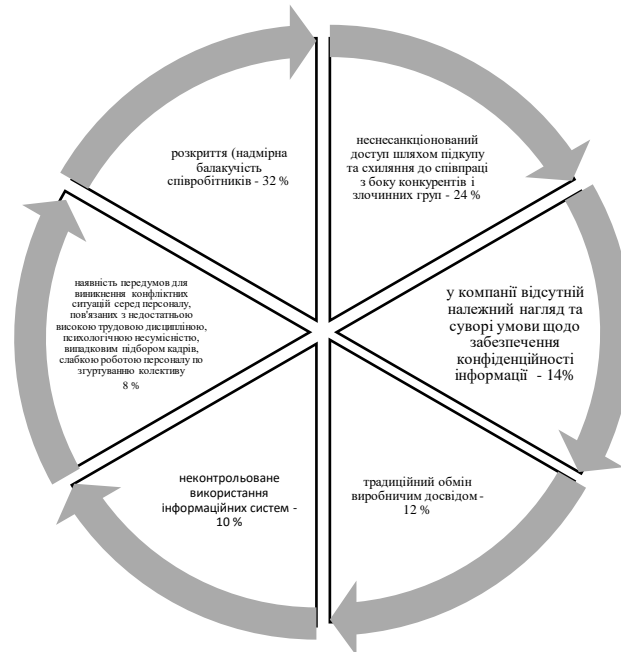 розкриття (надмірна
балакучість
співробітників - 32 %
неснесанкціонований
доступ шляхом підкупу
та схиляння до співпраці
з боку конкурентів і
злочинних груп - 24 %
у компанії відсутній
належний нагляд та
суворі умови щодо
забезпечення
конфіденційності
інформації - 14%
традиційний обмін
виробничим досвідом -
12 %
неконтрольоване
використання
інформаційних систем -
10 %
наявність передумов для
виникнення конфліктних
ситуацій серед персоналу,
пов'язаних з недостатньою
високою трудовою дисципліною,
психологічною несумісністю,
випадковим підбором кадрів,
слабкою роботою персоналу по
згуртуванню колективу
8 %